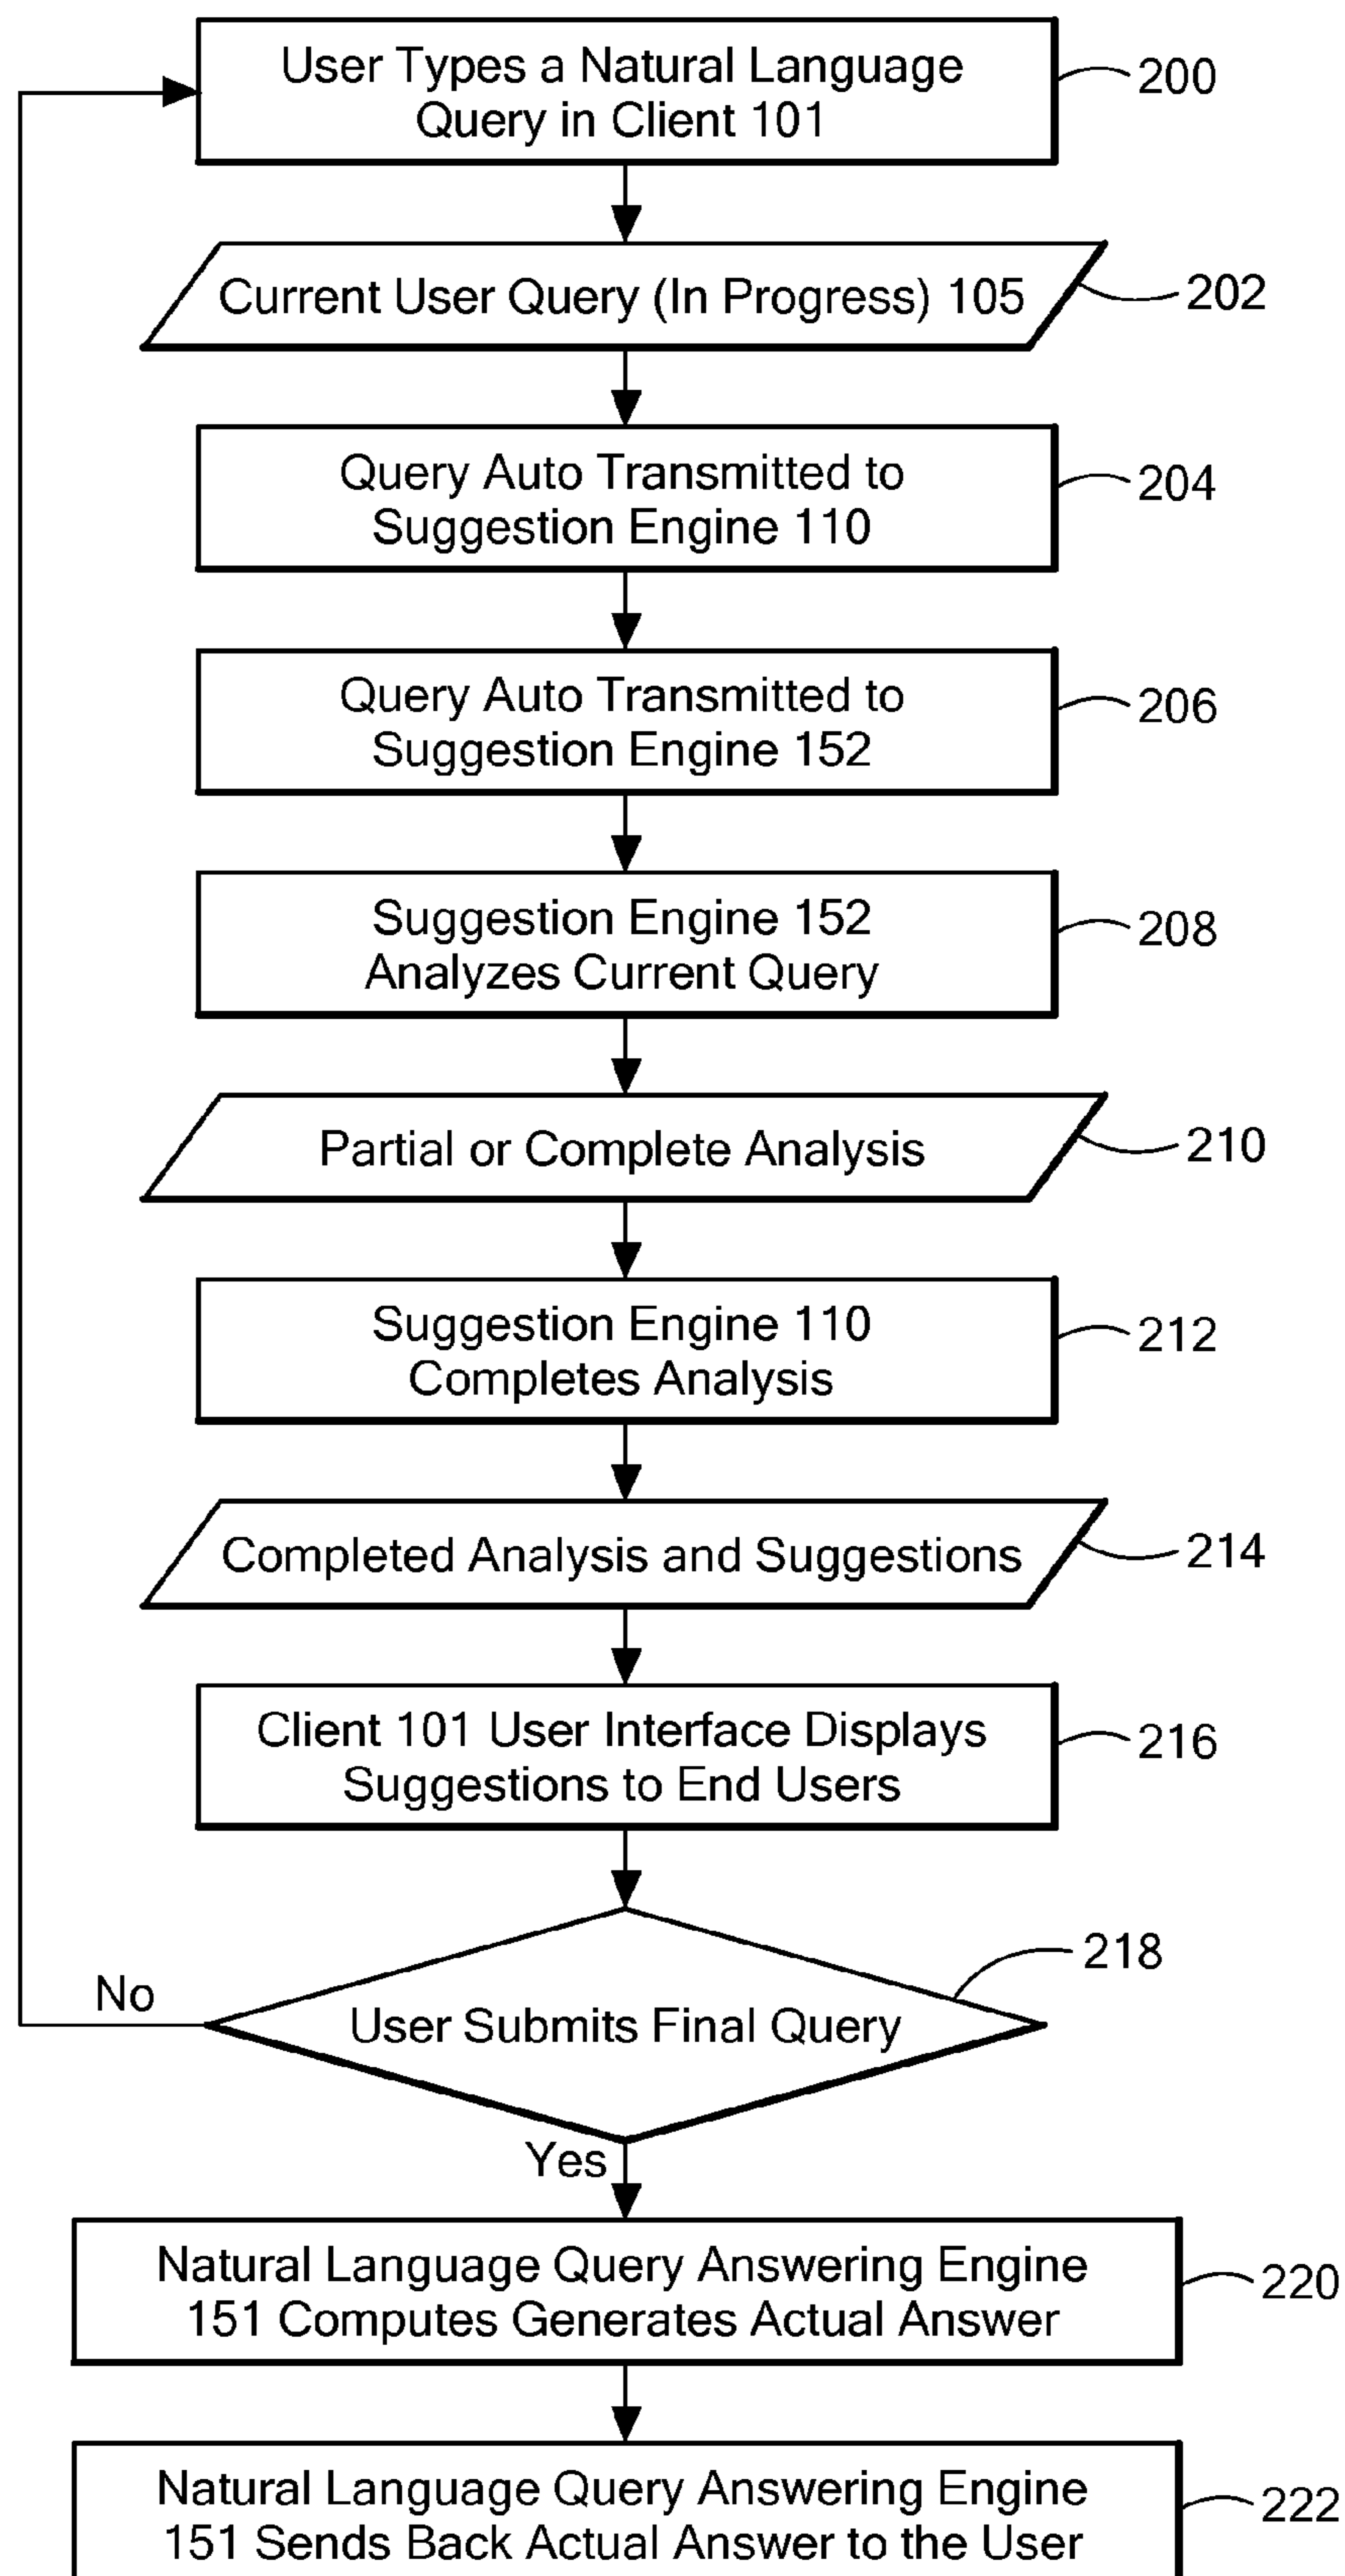 User Types a Natural Language
Query in Client 101
200
Current User Query (In Progress) 105
202
Query Auto Transmitted to
Suggestion Engine 110
204
Query Auto Transmitted to
Suggestion Engine 152
206
Suggestion Engine 152
Analyzes Current Query
208
Partial or Complete Analysis
210
Suggestion Engine 110
Completes Analysis
212
Completed Analysis and Suggestions
214
Client 101 User Interface Displays
Suggestions to End Users
216
218
No
User Submits Final Query
Yes
Natural Language Query Answering Engine
151 Computes Generates Actual Answer
220
Natural Language Query Answering Engine
151 Sends Back Actual Answer to the User
222